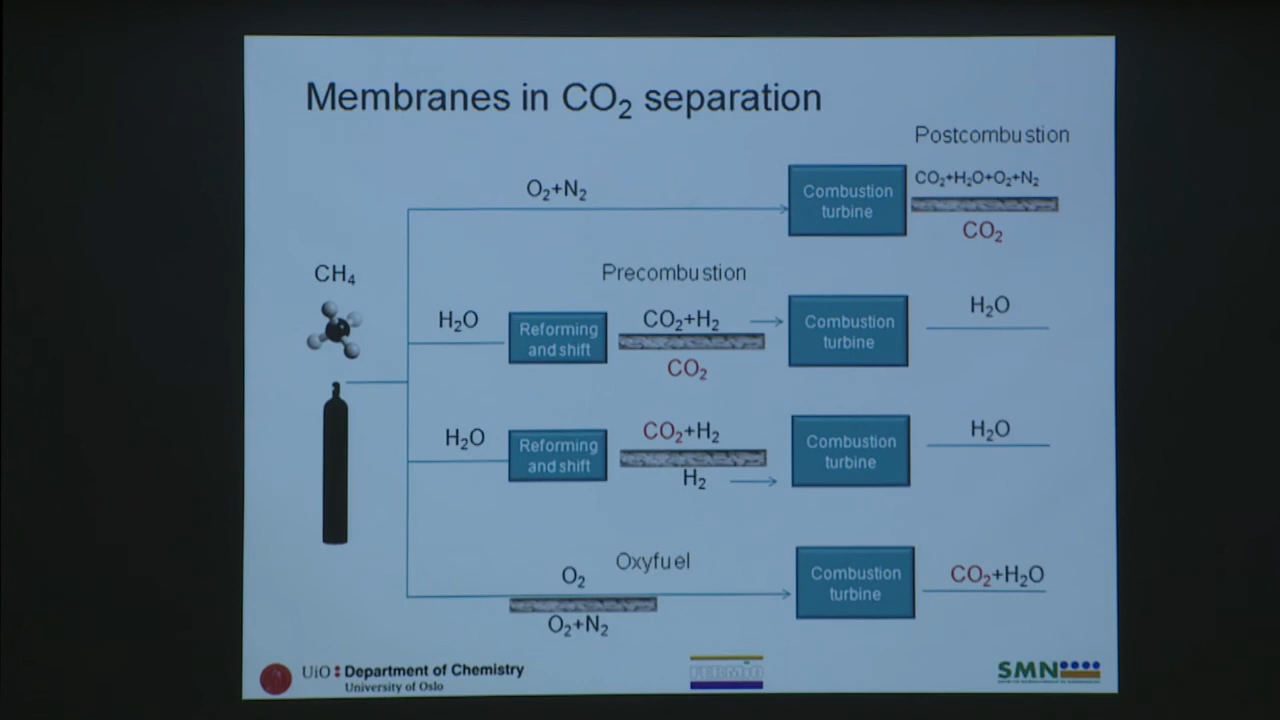 Membranes in CO₂ separation
Postcombustion
O₂+N₂
Combustion
turbine
CO₂+H₂O+O₂+N₂
CO₂
CH₄
Precombustion
H₂O
Reforming
and shift
CO₂+H₂
CO₂
Combustion
turbine
H₂O
H₂O
Reforming
and shift
CO₂+H₂
H₂
Combustion
turbine
H₂O
Oxyfuel
O₂
O₂+N₂
Combustion
turbine
CO₂+H₂O
UiO: Department of Chemistry
University of Oslo
FERMiO
SMN